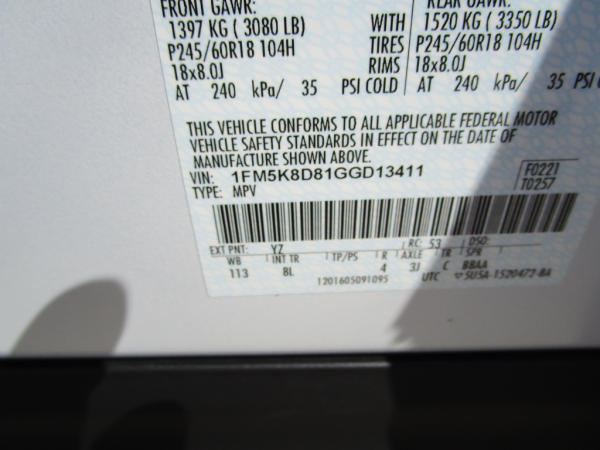 FRONT GAWR: REAR GAWR:
1397 KG ( 3080 LB) WITH 1520 KG ( 3350 LB)
P245/60R18 104H TIRES P245/60R18 104H
18x8.0J RIMS 18x8.0J
AT 240 kPa/ 35 PSI COLD AT 240 kPa/ 35 PSI
THIS VEHICLE CONFORMS TO ALL APPLICABLE FEDERAL MOTOR
VEHICLE SAFETY STANDARDS IN EFFECT ON THE DATE OF
MANUFACTURE SHOWN ABOVE.
VIN: 1FM5K8D81GGD13411 F0221
TYPE: MPV T0257
EXT PNT: YZ RC: 53 DSO:
WB INT TR TP/PS R AXLE TR SPR
113 8L 4 3J C BBAA
1201605091095 UTC 5U5A-1520472-BA